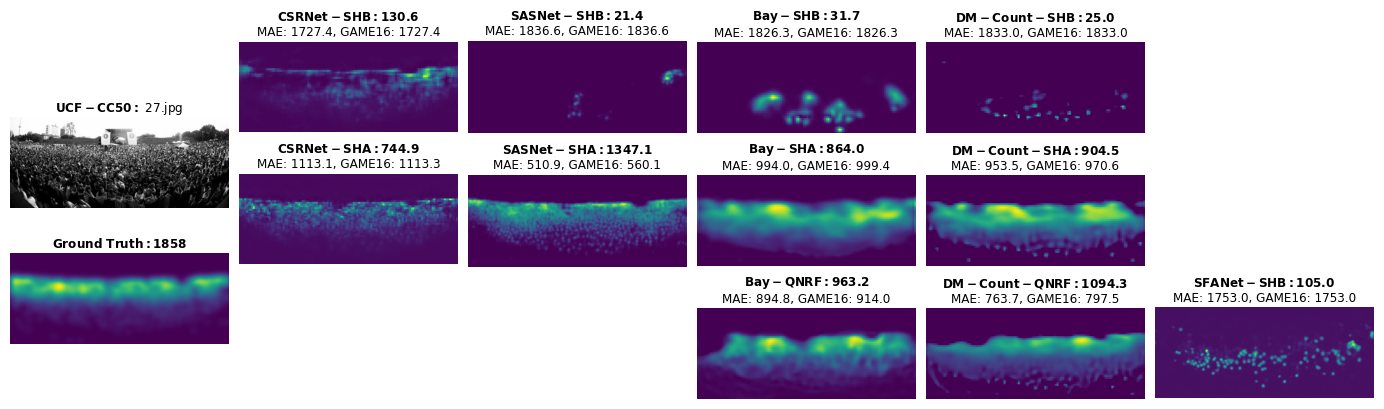 CSRNet − SHB: 130.6
MAE: 1727.4, GAME16: 1727.4
SASNet − SHB: 21.4
MAE: 1836.6, GAME16: 1836.6
Bay − SHB: 31.7
MAE: 1826.3, GAME16: 1826.3
DM − Count − SHB: 25.0
MAE: 1833.0, GAME16: 1833.0
UCF − CC50: 27.jpg
CSRNet − SHA: 744.9
MAE: 1113.1, GAME16: 1113.3
SASNet − SHA: 1347.1
MAE: 510.9, GAME16: 560.1
Bay − SHA: 864.0
MAE: 994.0, GAME16: 999.4
DM − Count − SHA: 904.5
MAE: 953.5, GAME16: 970.6
Ground Truth: 1858
Bay − QNRF: 963.2
MAE: 894.8, GAME16: 914.0
DM − Count − QNRF: 1094.3
MAE: 763.7, GAME16: 797.5
SFANet − SHB: 105.0
MAE: 1753.0, GAME16: 1753.0